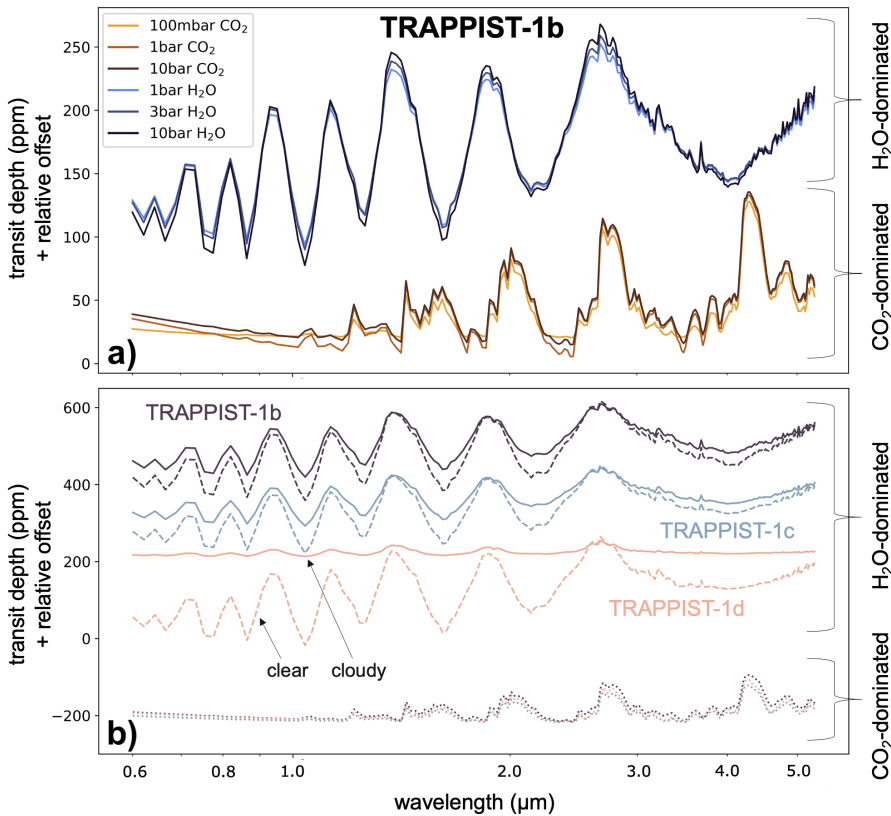 a)
TRAPPIST-1b
100mbar CO₂
1bar CO₂
10bar CO₂
1bar H₂O
3bar H₂O
10bar H₂O
250
200
150
100
50
0
transit depth (ppm)
+ relative offset
H₂O-dominated
CO₂-dominated
b)
TRAPPIST-1b
TRAPPIST-1c
TRAPPIST-1d
clear
cloudy
600
400
200
0
−200
transit depth (ppm)
+ relative offset
H₂O-dominated
CO₂-dominated
0.6
0.8
1.0
2.0
3.0
4.0
5.0
wavelength (µm)